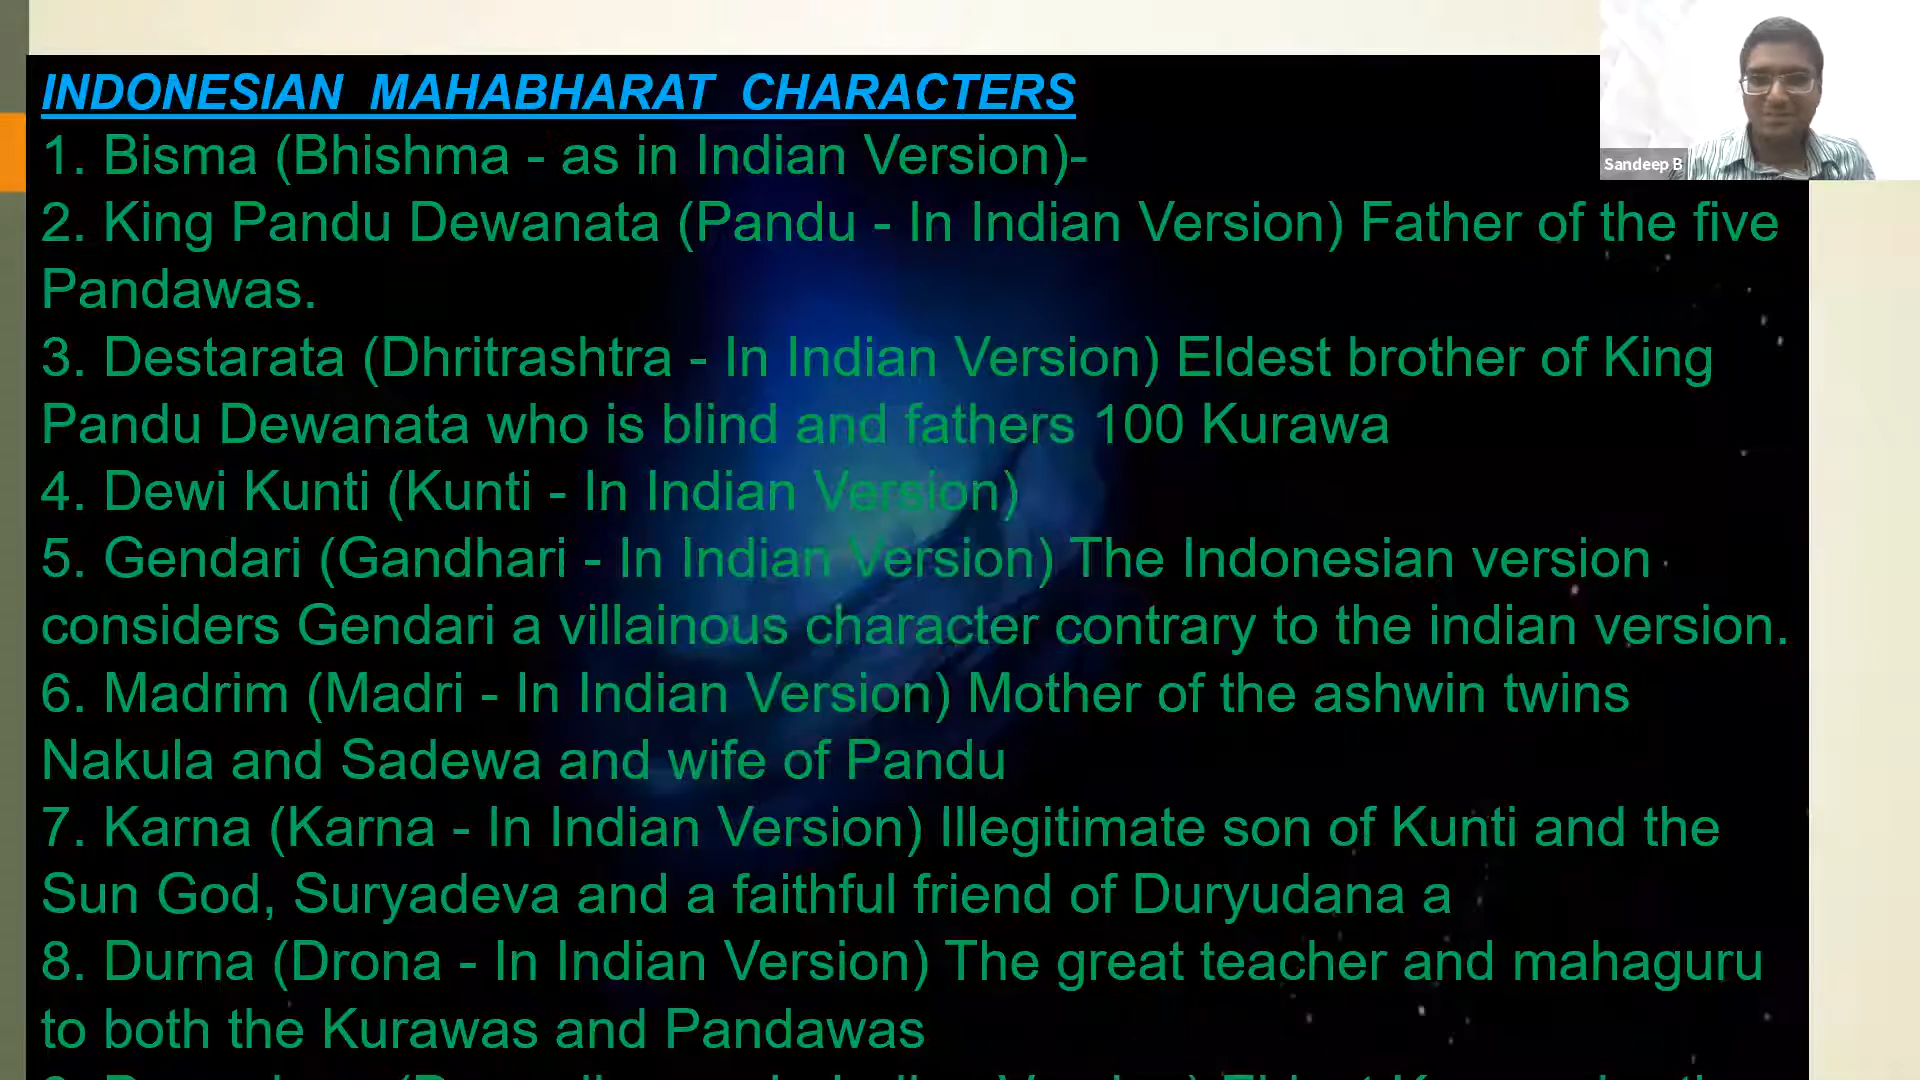 INDONESIAN MAHABHARAT CHARACTERS
1. Bisma (Bhishma - as in Indian Version)-
2. King Pandu Dewanata (Pandu - In Indian Version) Father of the five
Pandawas.
3. Destarata (Dhritrashtra - In Indian Version) Eldest brother of King
Pandu Dewanata who is blind and fathers 100 Kurawa
4. Dewi Kunti (Kunti - In Indian Version)
5. Gendari (Gandhari - In Indian Version) The Indonesian version
considers Gendari a villainous character contrary to the indian version.
6. Madrim (Madri - In Indian Version) Mother of the ashwin twins
Nakula and Sadewa and wife of Pandu
7. Karna (Karna - In Indian Version) Illegitimate son of Kunti and the
Sun God, Suryadeva and a faithful friend of Duryudana a
8. Durna (Drona - In Indian Version) The great teacher and mahaguru
to both the Kurawas and Pandawas
Sandeep B